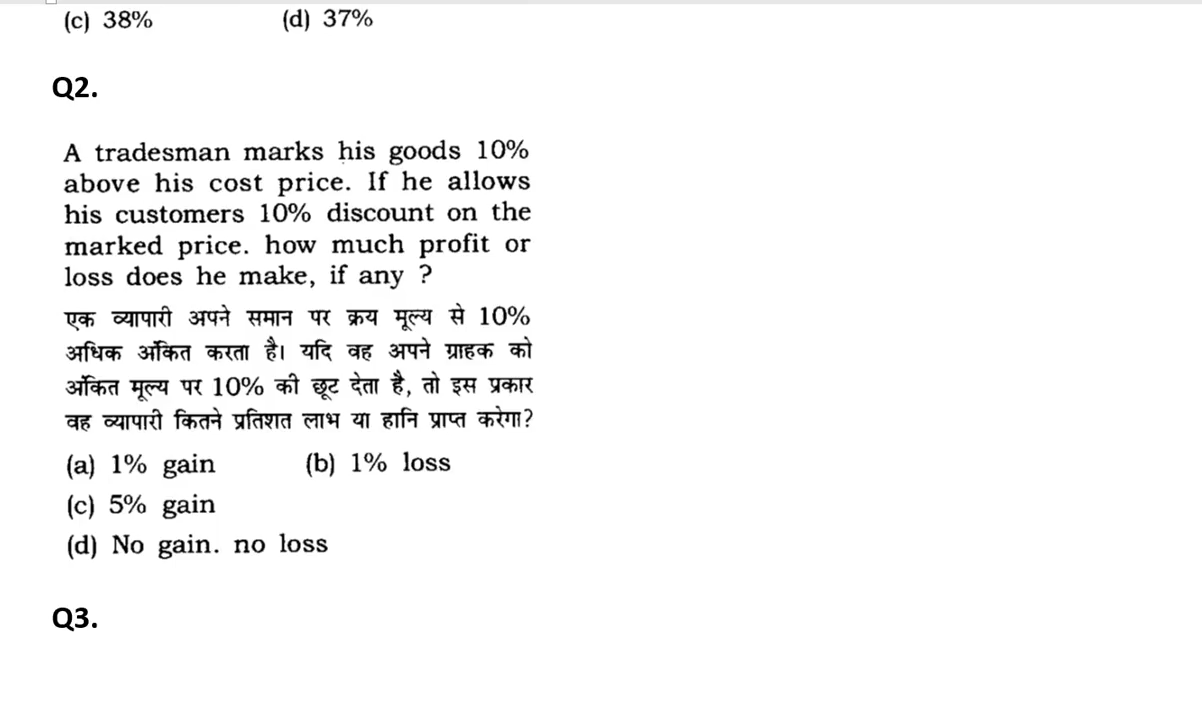 (c) 38% (d) 37%
Q2.
A tradesman marks his goods 10%
above his cost price. If he allows
his customers 10% discount on the
marked price. how much profit or
loss does he make, if any ?
एक व्यापारी अपने समान पर क्रय मूल्य से 10%
अधिक अंकित करता है। यदि वह अपने ग्राहक को
अंकित मूल्य पर 10% की छूट देता है, तो इस प्रकार
वह व्यापारी कितने प्रतिशत लाभ या हानि प्राप्त करेगा?
(a) 1% gain (b) 1% loss
(c) 5% gain
(d) No gain. no loss
Q3.